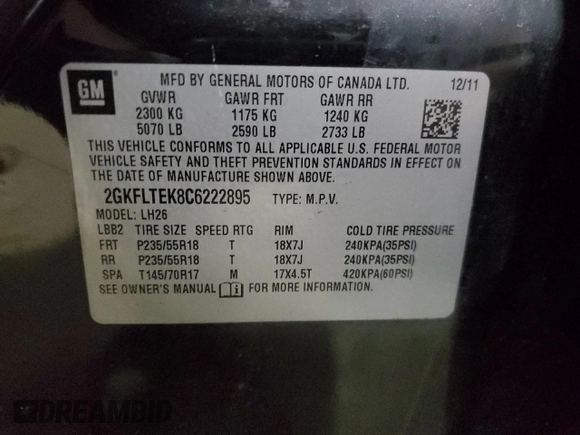 GM
MFD BY GENERAL MOTORS OF CANADA LTD. 12/11
GVWR GAWR FRT GAWR RR
2300 KG 1175 KG 1240 KG
5070 LB 2590 LB 2733 LB
THIS VEHICLE CONFORMS TO ALL APPLICABLE U.S. FEDERAL MOTOR
VEHICLE SAFETY AND THEFT PREVENTION STANDARDS IN EFFECT ON
THE DATE OF MANUFACTURE SHOWN ABOVE.
2GKFLTEK8C6222895 TYPE: M.P.V.
MODEL: LH26
LBB2 TIRE SIZE SPEED RTG RIM COLD TIRE PRESSURE
FRT P235/55R18 T 18X7J 240KPA(35PSI)
RR P235/55R18 T 18X7J 240KPA(35PSI)
SPA T145/70R17 M 17X4.5T 420KPA(60PSI)
SEE OWNER'S MANUAL FOR MORE INFORMATION.
DREAMBID